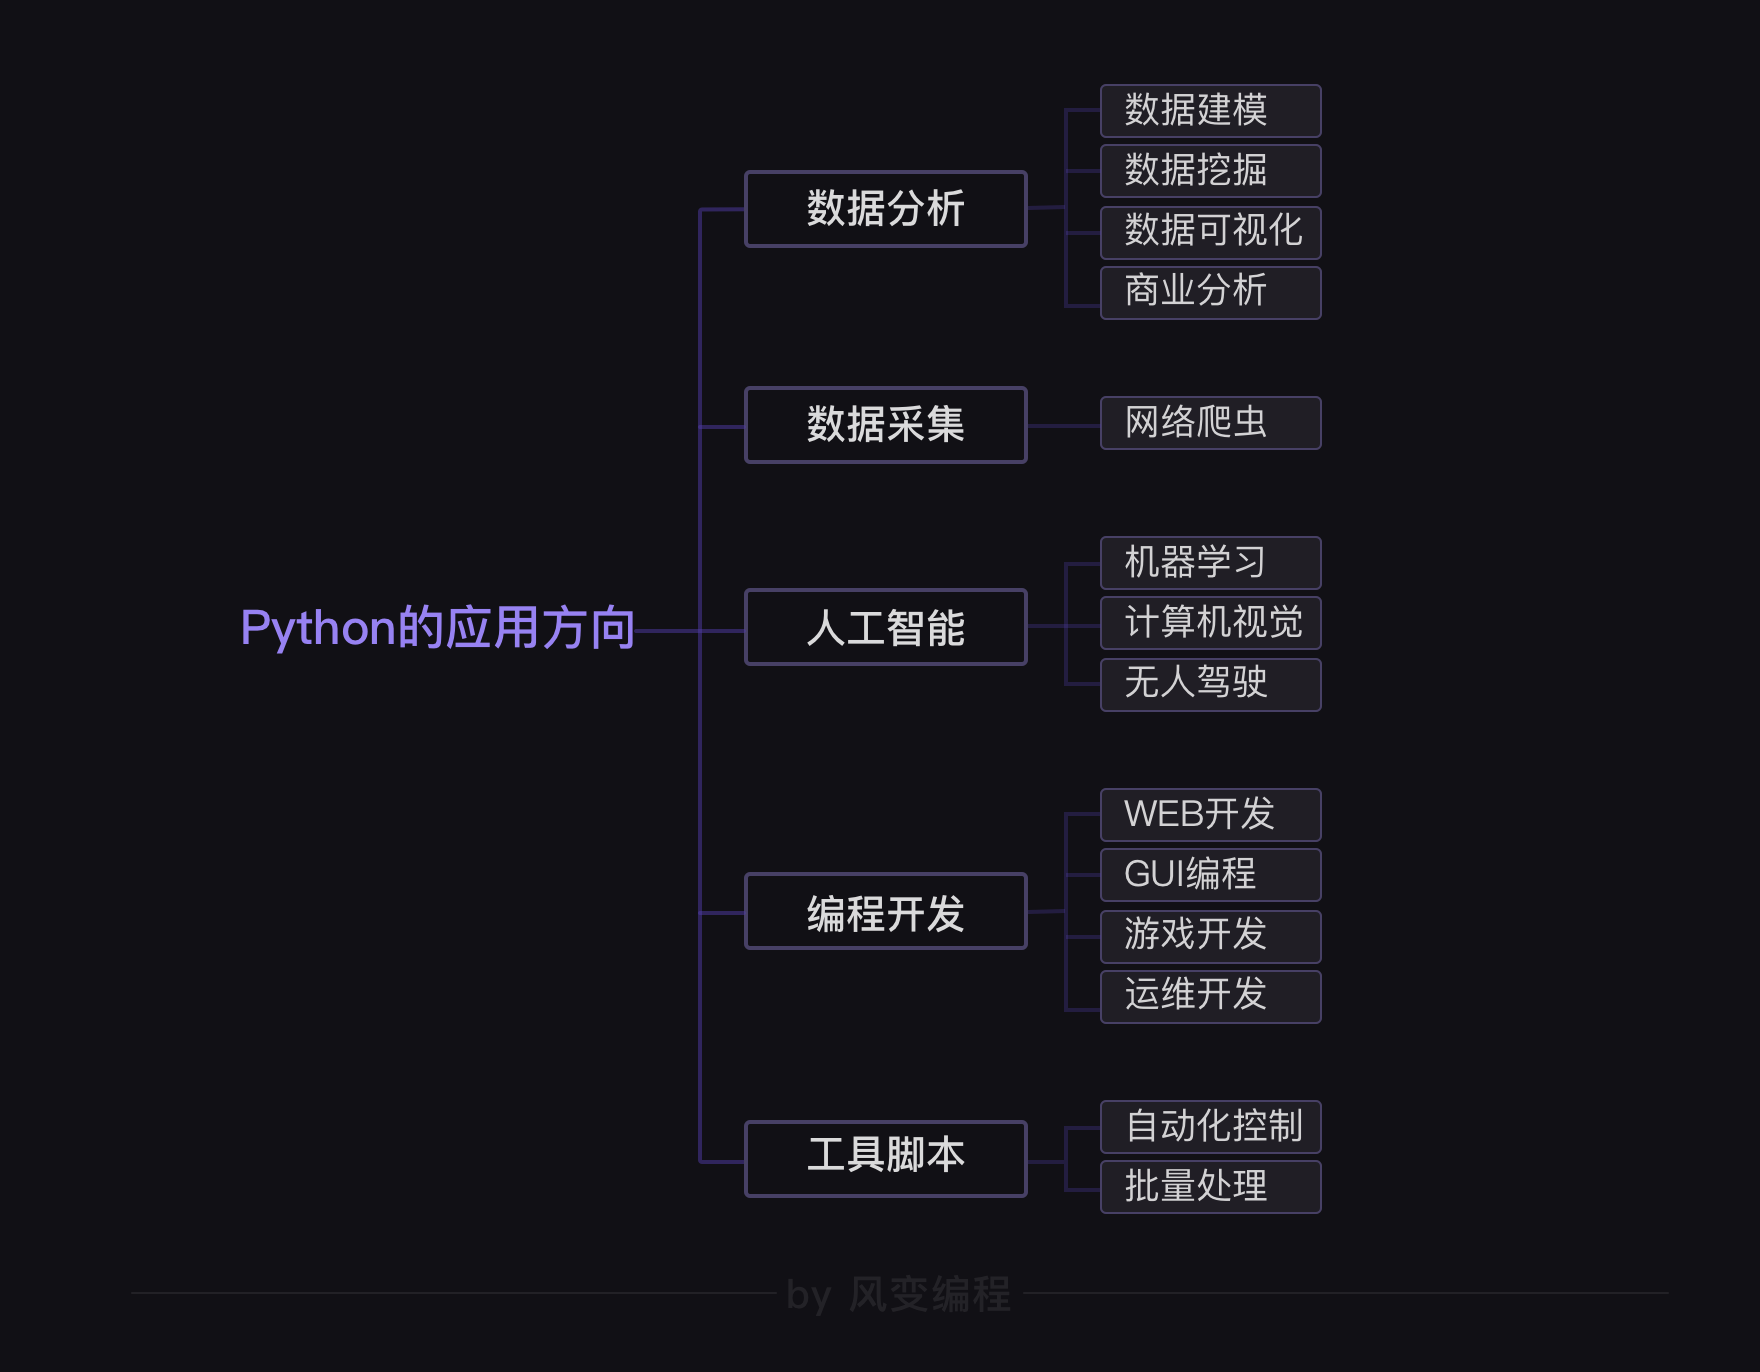 Python的应用方向
数据分析
数据建模
数据挖掘
数据可视化
商业分析
数据采集
网络爬虫
人工智能
机器学习
计算机视觉
无人驾驶
编程开发
WEB开发
GUI编程
游戏开发
运维开发
工具脚本
自动化控制
批量处理
by 风变编程